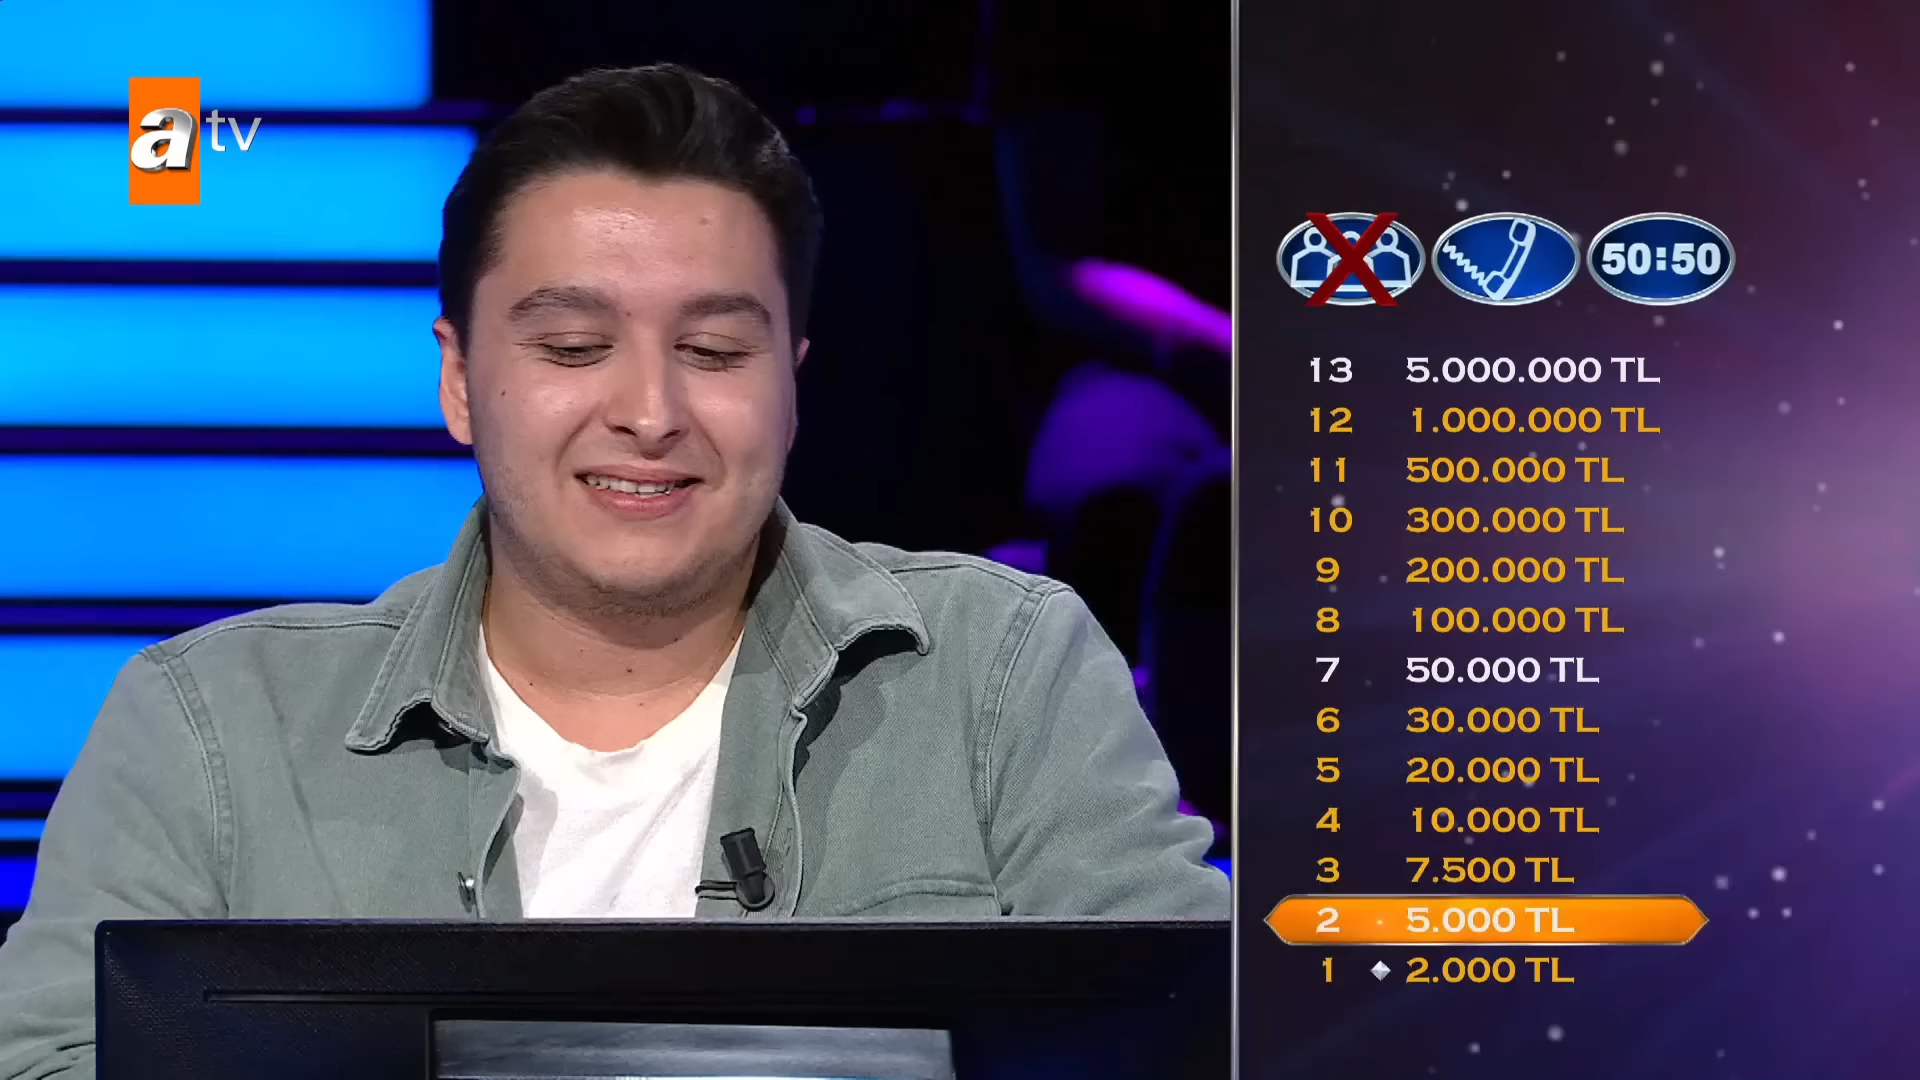 a tv
50:50
13 5.000.000 TL
12 1.000.000 TL
11 500.000 TL
10 300.000 TL
9 200.000 TL
8 100.000 TL
7 50.000 TL
6 30.000 TL
5 20.000 TL
4 10.000 TL
3 7.500 TL
2 5.000 TL
1 2.000 TL